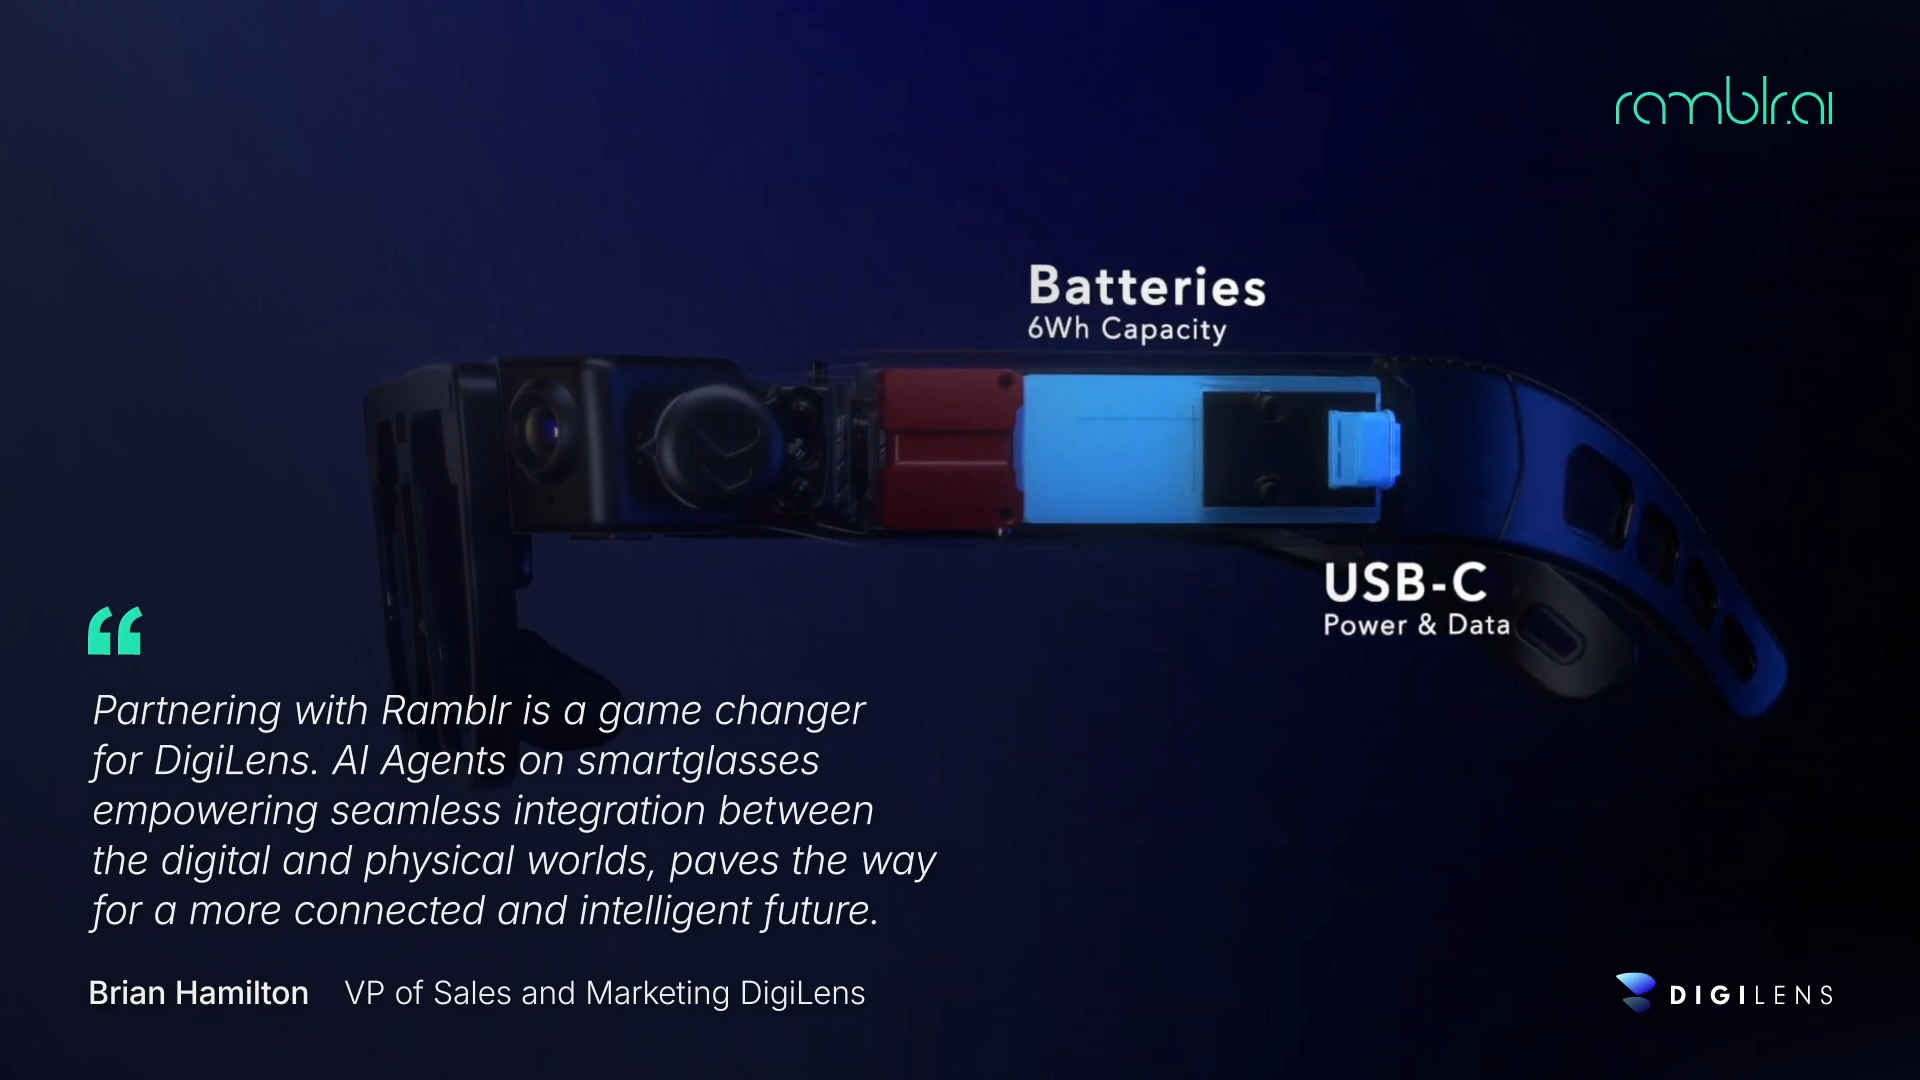 ramblr.ai
Batteries
6Wh Capacity
USB-C
Power & Data
“
Partnering with Ramblr is a game changer
for DigiLens. AI Agents on smartglasses
empowering seamless integration between
the digital and physical worlds, paves the way
for a more connected and intelligent future.
Brian Hamilton VP of Sales and Marketing DigiLens
DIGILENS